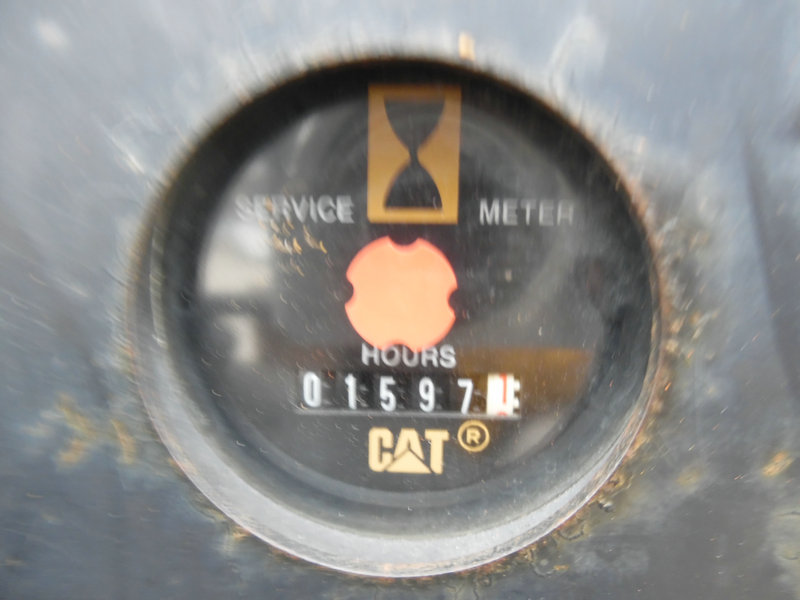 SERVICE METER
HOURS
01597
CAT ®